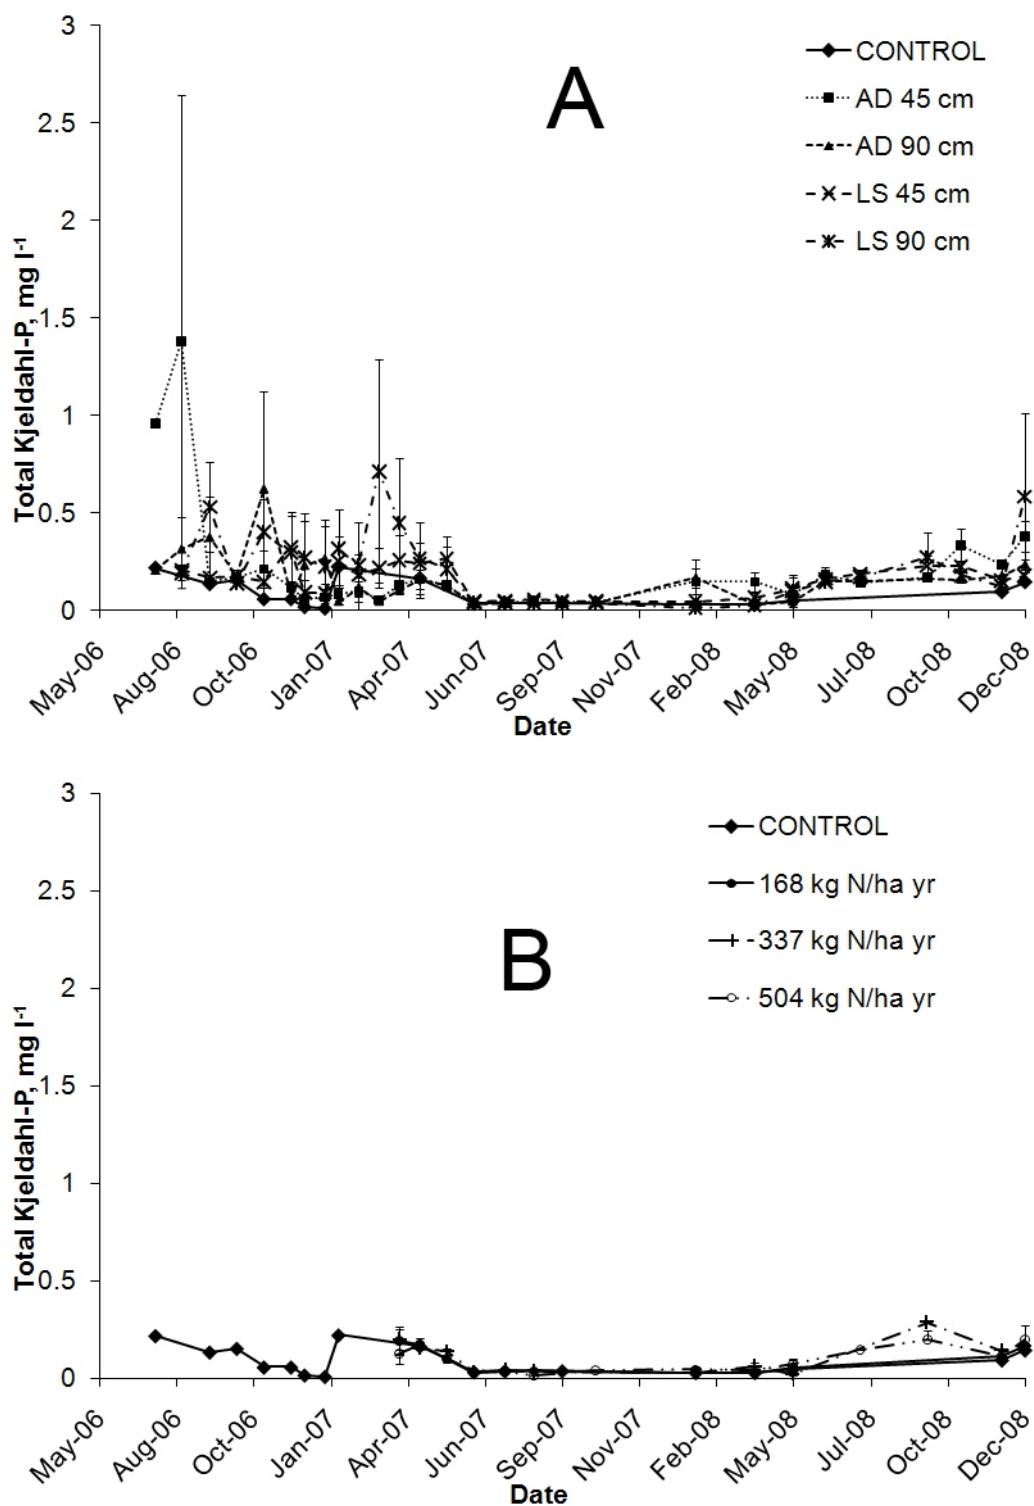 3
2.5
2
1.5
1
0.5
0
Total Kjeldahl-P, mg l-1
A
CONTROL
AD 45 cm
AD 90 cm
LS 45 cm
LS 90 cm
May-06
Aug-06
Oct-06
Jan-07
Apr-07
Jun-07
Sep-07
Nov-07
Feb-08
May-08
Jul-08
Oct-08
Dec-08
Date
3
2.5
2
1.5
1
0.5
0
Total Kjeldahl-P, mg l-1
B
CONTROL
168 kg N/ha yr
337 kg N/ha yr
504 kg N/ha yr
May-06
Aug-06
Oct-06
Jan-07
Apr-07
Jun-07
Sep-07
Nov-07
Feb-08
May-08
Jul-08
Oct-08
Dec-08
Date